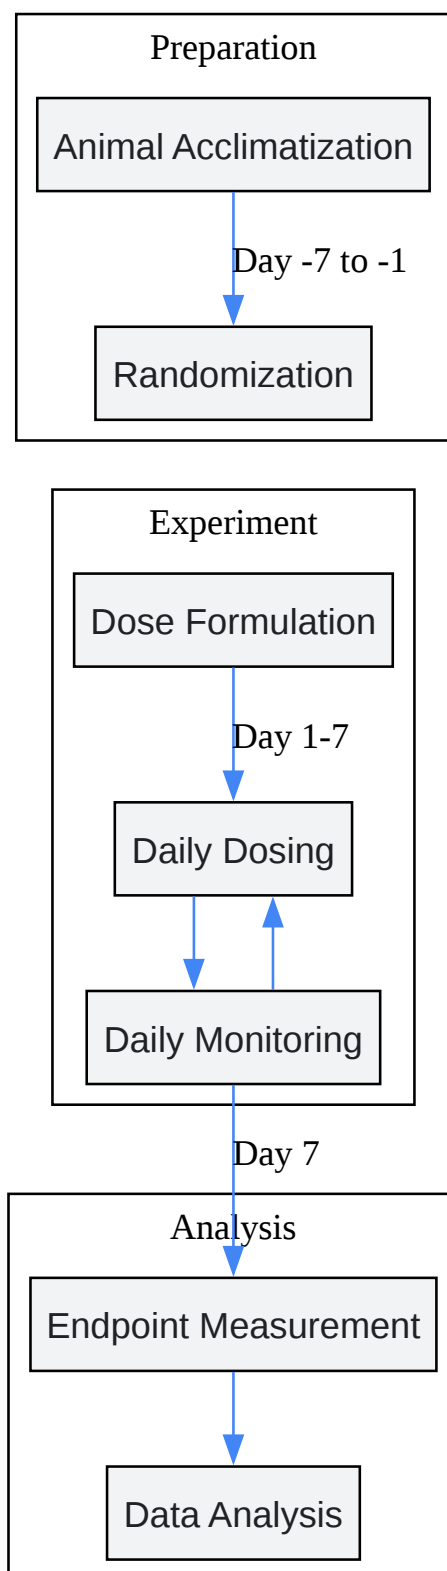 Preparation
Animal Acclimatization
Day -7 to -1
Randomization
Experiment
Dose Formulation
Day 1-7
Daily Dosing
Daily Monitoring
Day 7
Analysis
Endpoint Measurement
Data Analysis